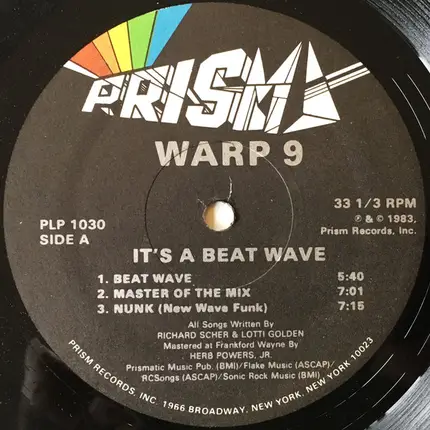 PRISM
WARP 9
PLP 1030
SIDE A
33 1/3 RPM
℗ & © 1983,
Prism Records, Inc.
IT'S A BEAT WAVE
1. BEAT WAVE 5:40
2. MASTER OF THE MIX 7:01
3. NUNK (New Wave Funk) 7:15
All Songs Written By
RICHARD SCHER & LOTTI GOLDEN
Mastered at Frankford Wayne By
HERB POWERS, JR.
Prismatic Music Pub. (BMI)/Flake Music (ASCAP)/
RCSongs (ASCAP)/Sonic Rock Music (BMI)
PRISM RECORDS, INC. 1966 BROADWAY, NEW YORK, NEW YORK 10023